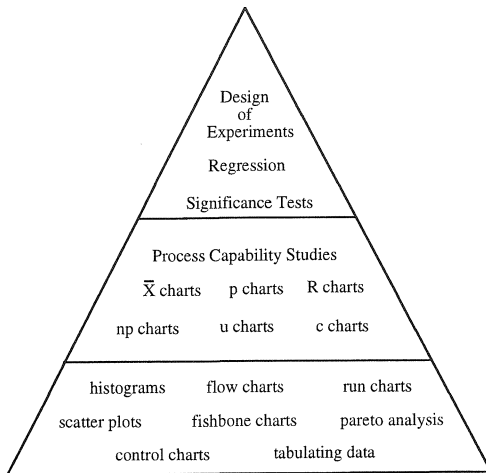 Design
of
Experiments
Regression
Significance Tests
Process Capability Studies
X̅ charts p charts R charts
np charts u charts c charts
histograms flow charts run charts
scatter plots fishbone charts pareto analysis
control charts tabulating data